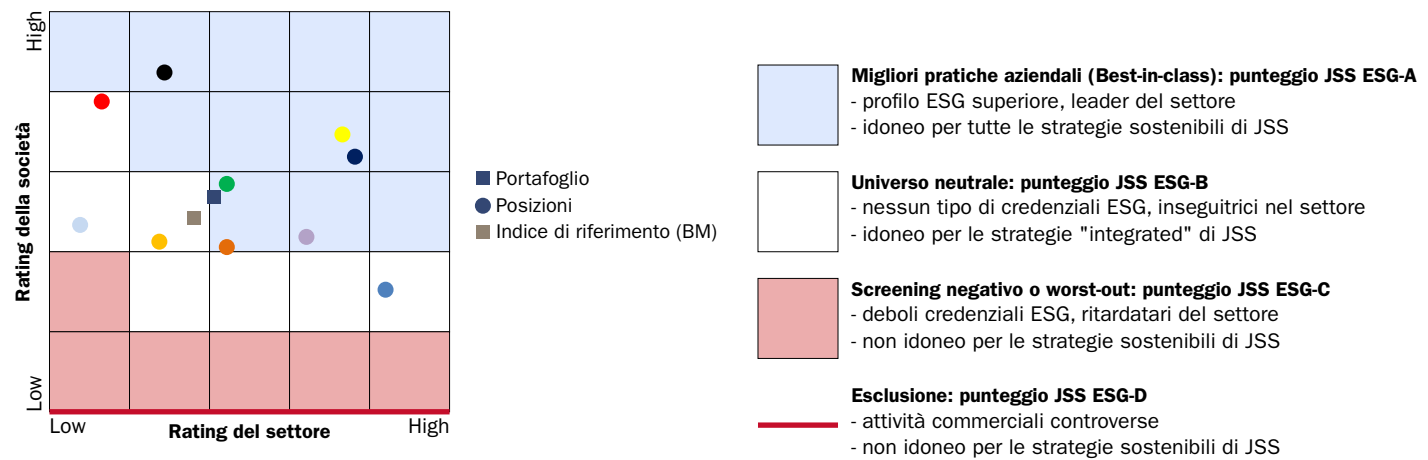 High
Rating della società
Low
Low
Rating del settore
High
Portafoglio
Posizioni
Indice di riferimento (BM)
Migliori pratiche aziendali (Best-in-class): punteggio JSS ESG-A
- profilo ESG superiore, leader del settore
- idoneo per tutte le strategie sostenibili di JSS
Universo neutrale: punteggio JSS ESG-B
- nessun tipo di credenziali ESG, inseguitrici nel settore
- idoneo per le strategie "integrated" di JSS
Screening negativo o worst-out: punteggio JSS ESG-C
- deboli credenziali ESG, ritardatari del settore
- non idoneo per le strategie sostenibili di JSS
Esclusione: punteggio JSS ESG-D
- attività commerciali controverse
- non idoneo per le strategie sostenibili di JSS